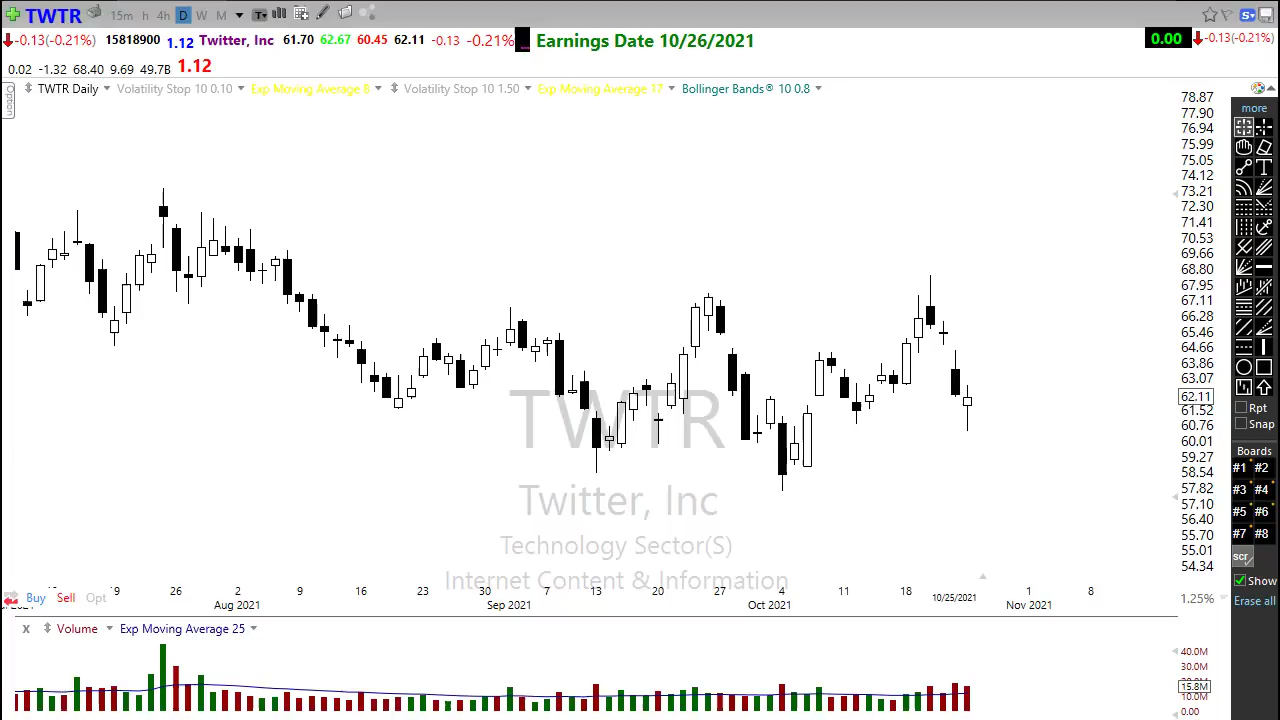 TWTR 15m h 4h D W M
-0.13(-0.21%) 15818900 1.12 Twitter, Inc 61.70 62.67 60.45 62.11 -0.13 -0.21% Earnings Date 10/26/2021 0.00 -0.13(-0.21%)
0.02 -1.32 68.40 9.69 49.7B 1.12
Option
TWTR Daily Volatility Stop 10 0.10 Exp Moving Average 8 Volatility Stop 10 1.50 Exp Moving Average 17 Bollinger Bands® 10 0.8
78.87
77.90
76.94
75.99
75.05
74.12
73.21
72.30
71.41
70.53
69.66
68.80
67.95
67.11
66.28
65.46
64.66
63.86
63.07
62.11
61.52
60.76
60.01
59.27
58.54
57.82
57.10
56.40
55.70
55.01
54.34
more
Rpt
Snap
Boards
#1 #2
#3 #4
#5 #6
#7 #8
scr
Show
Erase all
TWTR
Twitter, Inc
Technology Sector(S)
Internet Content & Information
26 2 9 16 23 30 7 13 20 27 4 11 18 10/25/2021 1 8
Aug 2021 Sep 2021 Oct 2021 Nov 2021
Buy Sell Opt
1.25%
x Volume Exp Moving Average 25
40.0M
30.0M
15.8M
10.0M
0.00